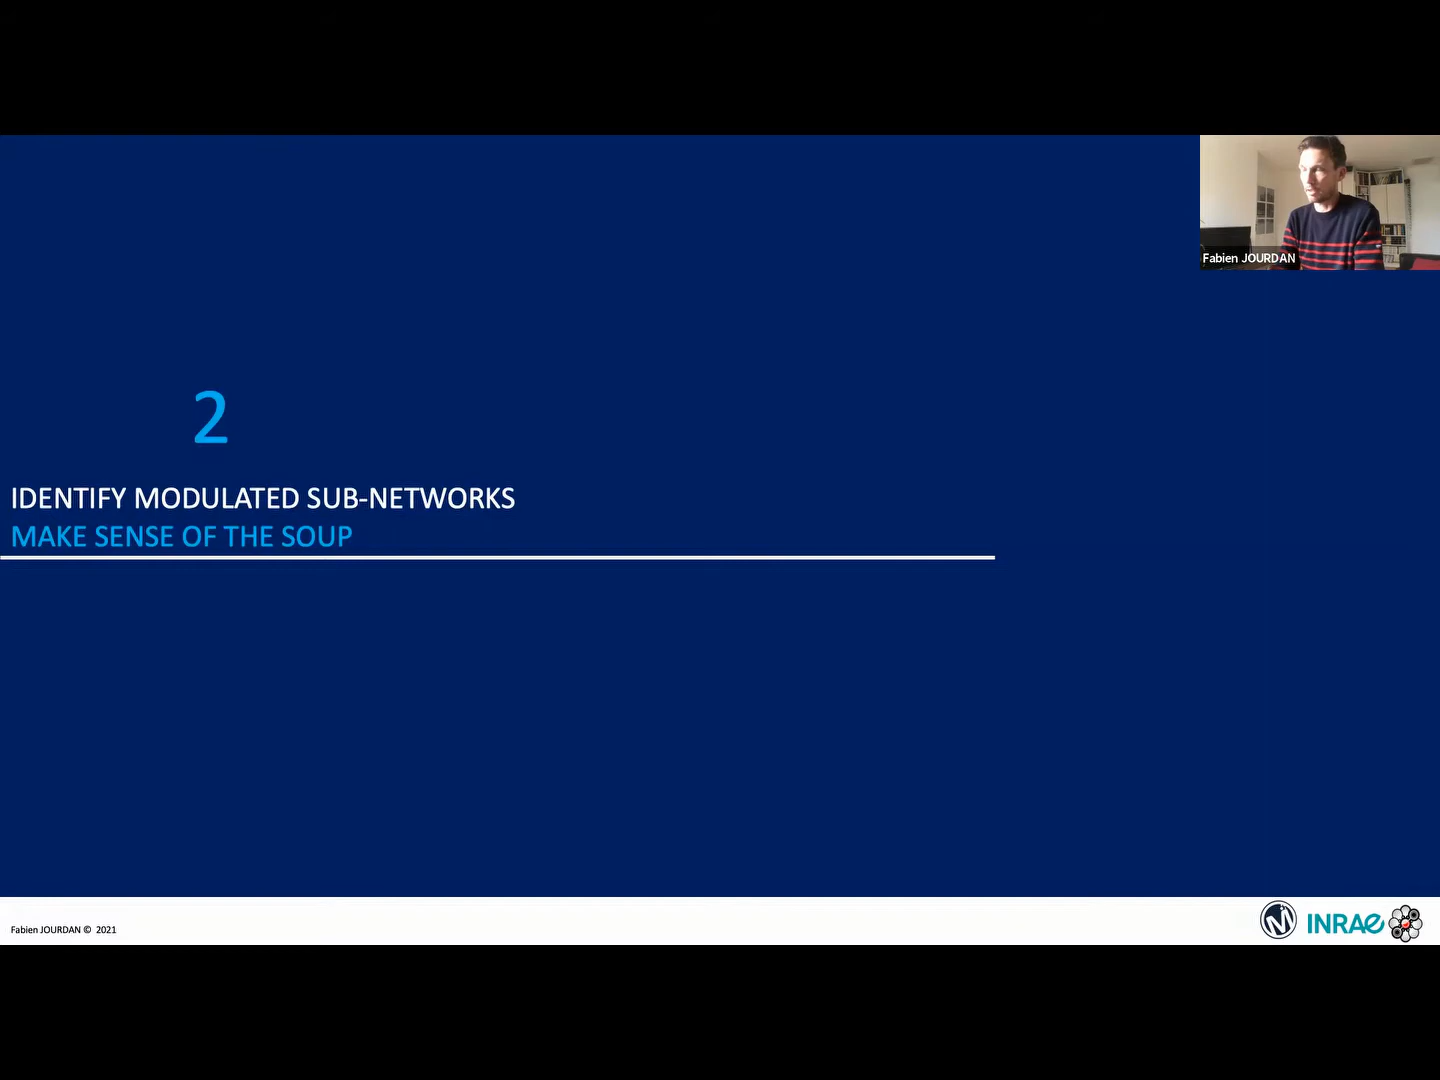 Fabien JOURDAN
2
IDENTIFY MODULATED SUB-NETWORKS
MAKE SENSE OF THE SOUP
Fabien JOURDAN © 2021
M
INRAE